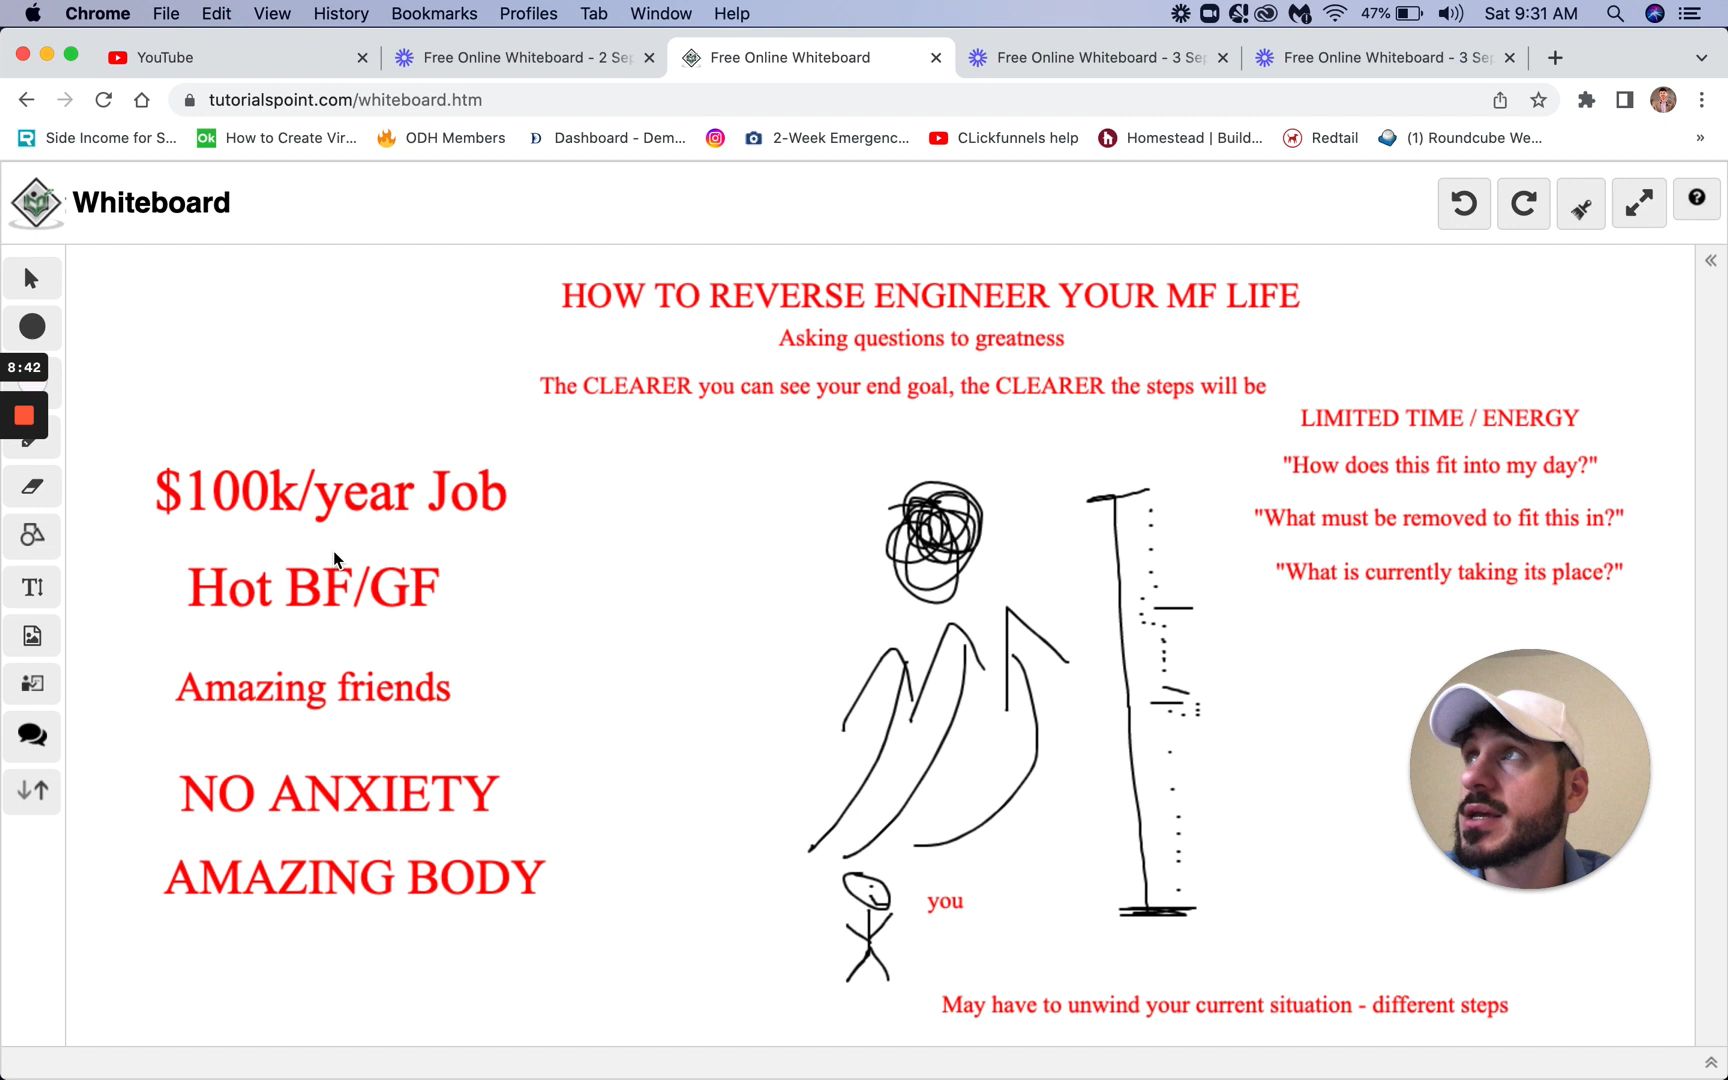 Chrome File Edit View History Bookmarks Profiles Tab Window Help 47% Sat 9:31 AM
YouTube Free Online Whiteboard - 2 Sep Free Online Whiteboard Free Online Whiteboard - 3 Sep Free Online Whiteboard - 3 Sep
tutorialspoint.com/whiteboard.htm
Side Income for S... Ok How to Create Vir... ODH Members D Dashboard - Dem... 2-Week Emergenc... CLickfunnels help Homestead | Build... Redtail (1) Roundcube We... »
Whiteboard
HOW TO REVERSE ENGINEER YOUR MF LIFE
Asking questions to greatness
8:42
The CLEARER you can see your end goal, the CLEARER the steps will be
LIMITED TIME / ENERGY
"How does this fit into my day?"
$100k/year Job
"What must be removed to fit this in?"
"What is currently taking its place?"
Hot BF/GF
Amazing friends
NO ANXIETY
AMAZING BODY
you
May have to unwind your current situation - different steps